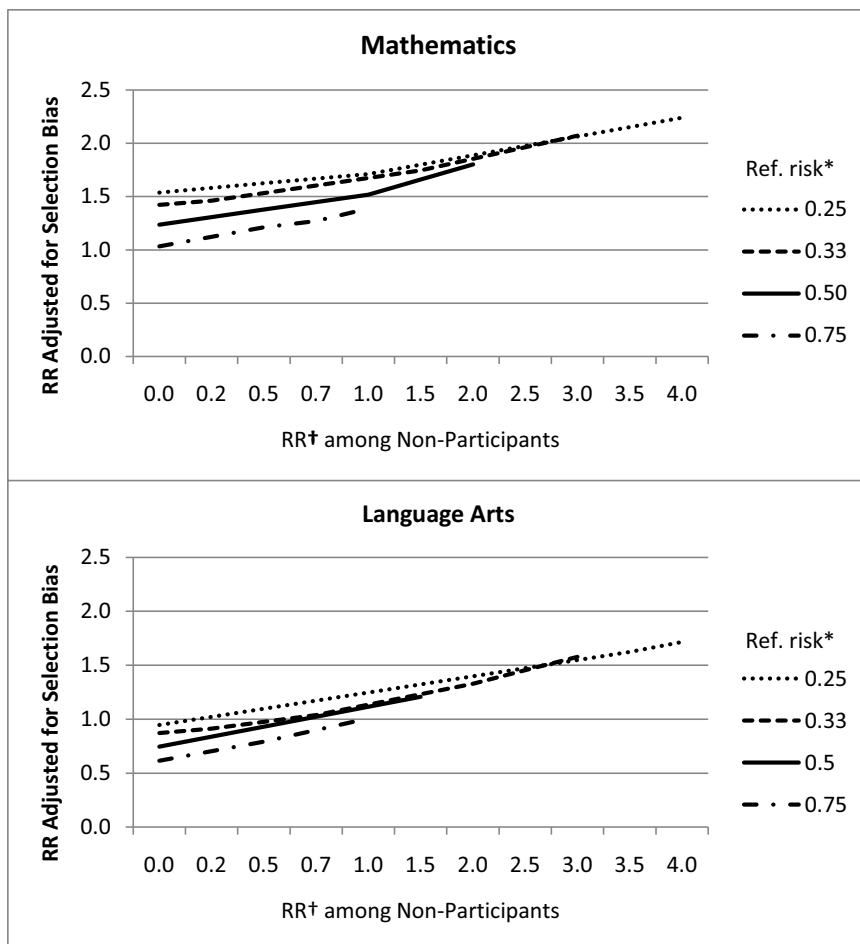 Mathematics
2.5
2.0
1.5
1.0
0.5
0.0
RR Adjusted for Selection Bias
0.0 0.2 0.5 0.7 1.0 1.5 2.0 2.5 3.0 3.5 4.0
RR† among Non-Participants
Ref. risk*
0.25
0.33
0.50
0.75
Language Arts
2.5
2.0
1.5
1.0
0.5
0.0
RR Adjusted for Selection Bias
0.0 0.2 0.5 0.7 1.0 1.5 2.0 2.5 3.0 3.5 4.0
RR† among Non-Participants
Ref. risk*
0.25
0.33
0.5
0.75